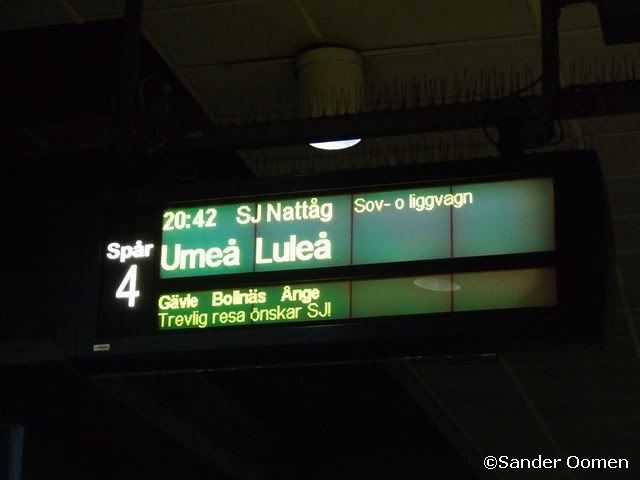 20:42 SJ Nattåg Sov- o liggvagn
Spår
4
Umeå Luleå
Gävle Bollnäs Ånge
Trevlig resa önskar SJ!
©Sander Oomen